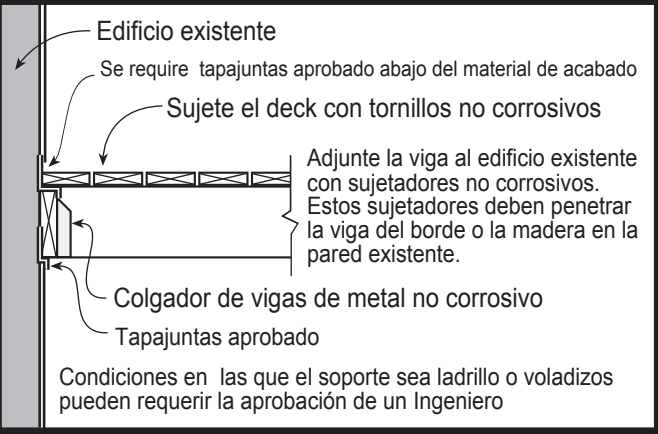 Edificio existente
Se require tapajuntas aprobado abajo del material de acabado
Sujete el deck con tornillos no corrosivos
Adjunte la viga al edificio existente
con sujetadores no corrosivos.
Estos sujetadores deben penetrar
la viga del borde o la madera en la
pared existente.
Colgador de vigas de metal no corrosivo
Tapajuntas aprobado
Condiciones en las que el soporte sea ladrillo o voladizos
pueden requerir la aprobación de un Ingeniero